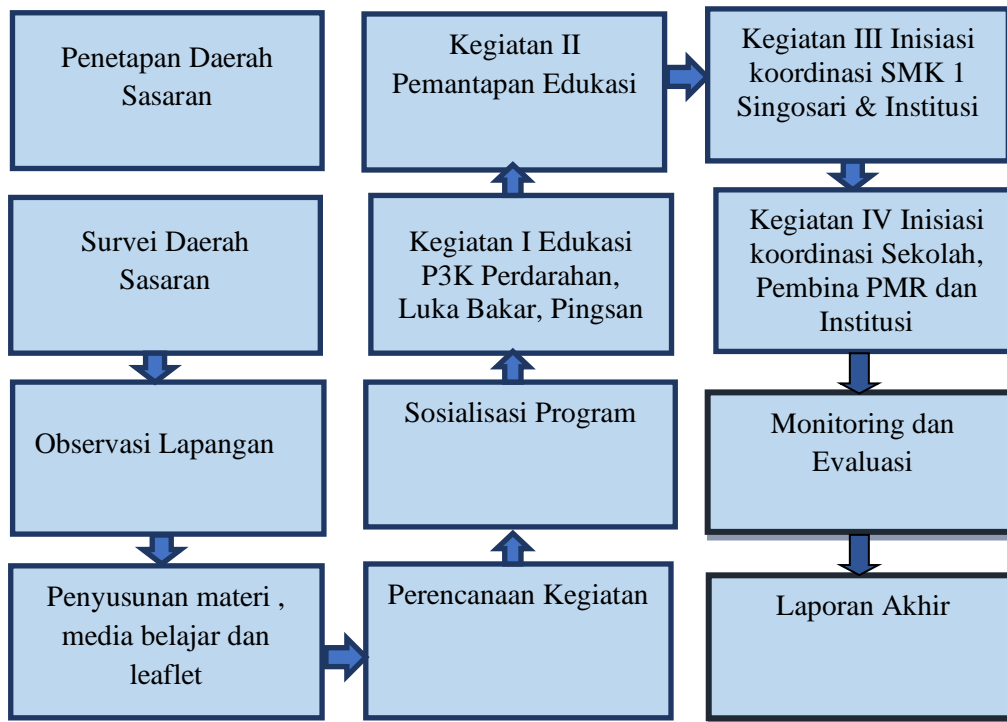 Penetapan Daerah
Sasaran
Survei Daerah
Sasaran
Observasi Lapangan
Penyusunan materi ,
media belajar dan
leaflet
Perencanaan Kegiatan
Sosialisasi Program
Kegiatan I Edukasi
P3K Perdarahan,
Luka Bakar, Pingsan
Kegiatan II
Pemantapan Edukasi
Kegiatan III Inisiasi
koordinasi SMK 1
Singosari & Institusi
Kegiatan IV Inisiasi
koordinasi Sekolah,
Pembina PMR dan
Institusi
Monitoring dan
Evaluasi
Laporan Akhir